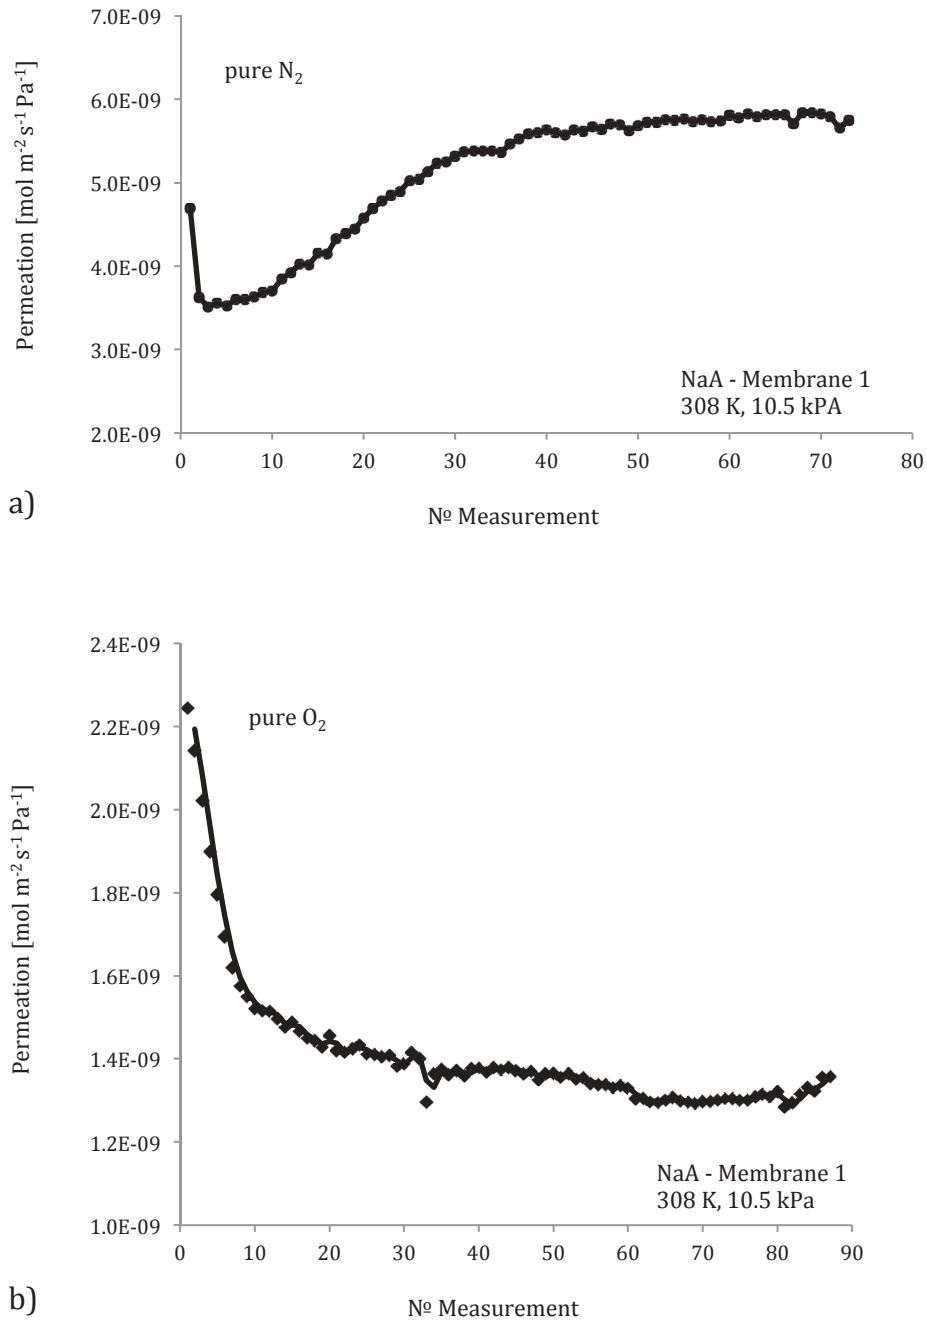 7.0E-09
6.0E-09
5.0E-09
4.0E-09
3.0E-09
2.0E-09
Permeation [mol m⁻² s⁻¹ Pa⁻¹]
pure N₂
NaA - Membrane 1
308 K, 10.5 kPA
0 10 20 30 40 50 60 70 80
№ Measurement
a)
2.4E-09
2.2E-09
2.0E-09
1.8E-09
1.6E-09
1.4E-09
1.2E-09
1.0E-09
Permeation [mol m⁻² s⁻¹ Pa⁻¹]
pure O₂
NaA - Membrane 1
308 K, 10.5 kPa
0 10 20 30 40 50 60 70 80 90
№ Measurement
b)